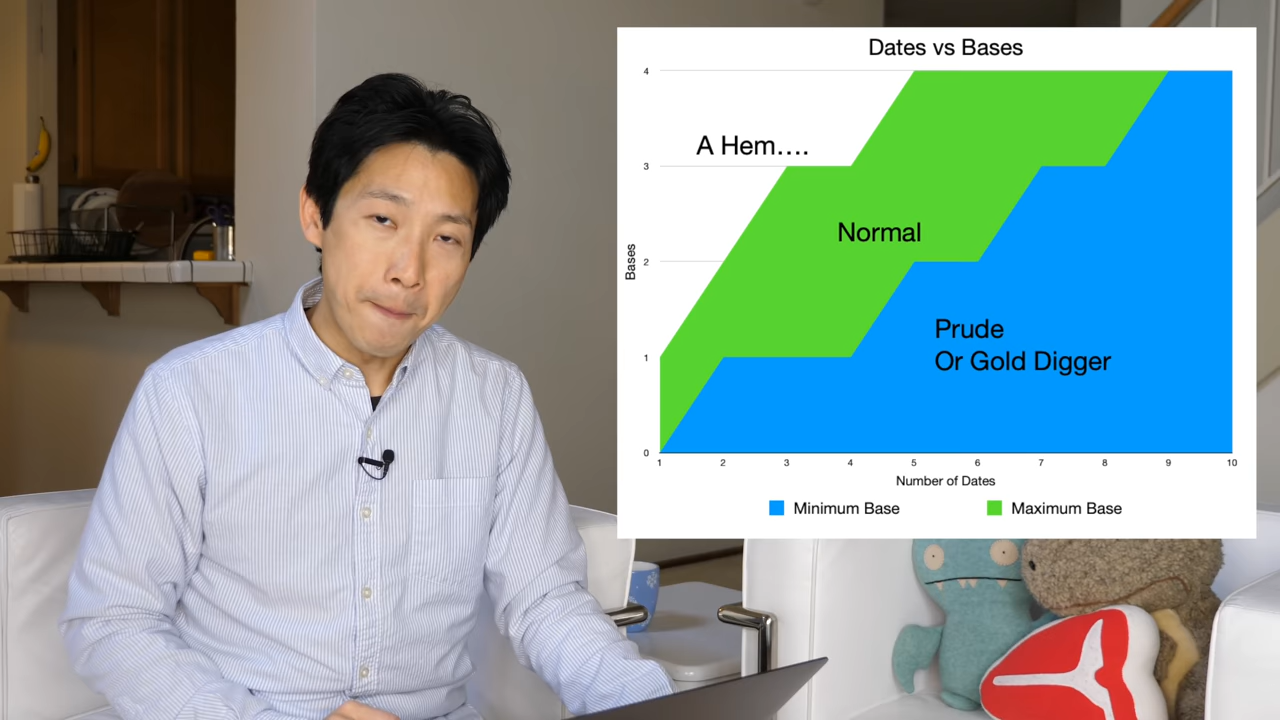 Dates vs Bases
4
A Hem....
3
Normal
Bases
2
Prude
Or Gold Digger
1
0
1 2 3 4 5 6 7 8 9 10
Number of Dates
Minimum Base Maximum Base